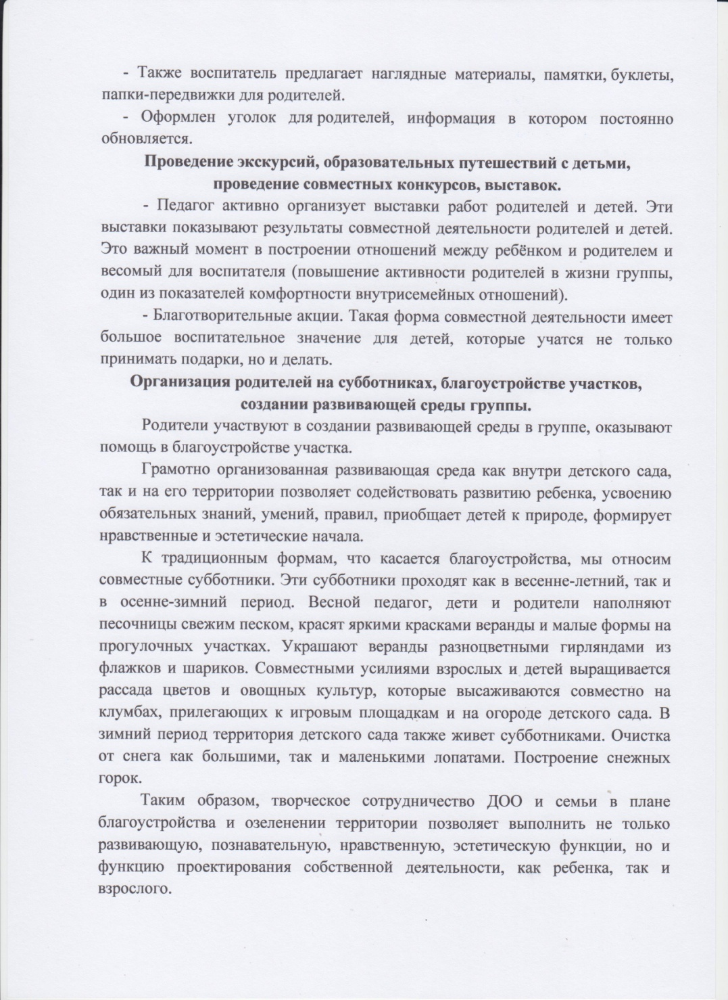 - Также воспитатель предлагает наглядные материалы, памятки, буклеты,
папки-передвижки для родителей.
- Оформлен уголок для родителей, информация в котором постоянно
обновляется.
Проведение экскурсий, образовательных путешествий с детьми,
проведение совместных конкурсов, выставок.
- Педагог активно организует выставки работ родителей и детей. Эти
выставки показывают результаты совместной деятельности родителей и детей.
Это важный момент в построении отношений между ребёнком и родителем и
весомый для воспитателя (повышение активности родителей в жизни группы,
один из показателей комфортности внутрисемейных отношений).
- Благотворительные акции. Такая форма совместной деятельности имеет
большое воспитательное значение для детей, которые учатся не только
принимать подарки, но и делать.
Организация родителей на субботниках, благоустройстве участков,
создании развивающей среды группы.
Родители участвуют в создании развивающей среды в группе, оказывают
помощь в благоустройстве участка.
Грамотно организованная развивающая среда как внутри детского сада,
так и на его территории позволяет содействовать развитию ребенка, усвоению
обязательных знаний, умений, правил, приобщает детей к природе, формирует
нравственные и эстетические начала.
К традиционным формам, что касается благоустройства, мы относим
совместные субботники. Эти субботники проходят как в весенне-летний, так и
в осенне-зимний период. Весной педагог, дети и родители наполняют
песочницы свежим песком, красят яркими красками веранды и малые формы на
прогулочных участках. Украшают веранды разноцветными гирляндами из
флажков и шариков. Совместными усилиями взрослых и детей выращивается
рассада цветов и овощных культур, которые высаживаются совместно на
клумбах, прилегающих к игровым площадкам и на огороде детского сада. В
зимний период территория детского сада также живет субботниками. Очистка
от снега как большими, так и маленькими лопатами. Построение снежных
горок.
Таким образом, творческое сотрудничество ДОО и семьи в плане
благоустройства и озеленении территории позволяет выполнить не только
развивающую, познавательную, нравственную, эстетическую функции, но и
функцию проектирования собственной деятельности, как ребенка, так и
взрослого.